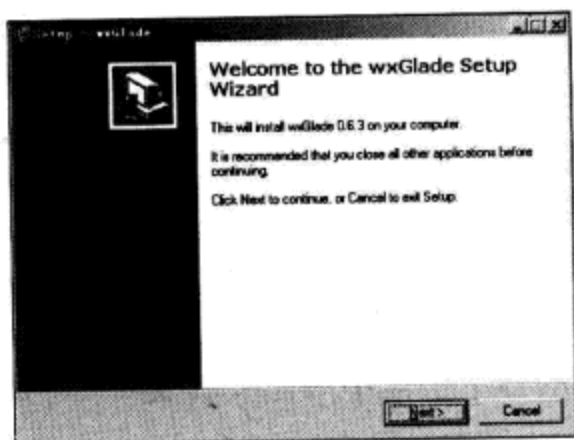 Setup - wxGlade
Welcome to the wxGlade Setup
Wizard
This will install wxGlade 0.6.3 on your computer.
It is recommended that you close all other applications before
continuing.
Click Next to continue, or Cancel to exit Setup.
Next >
Cancel